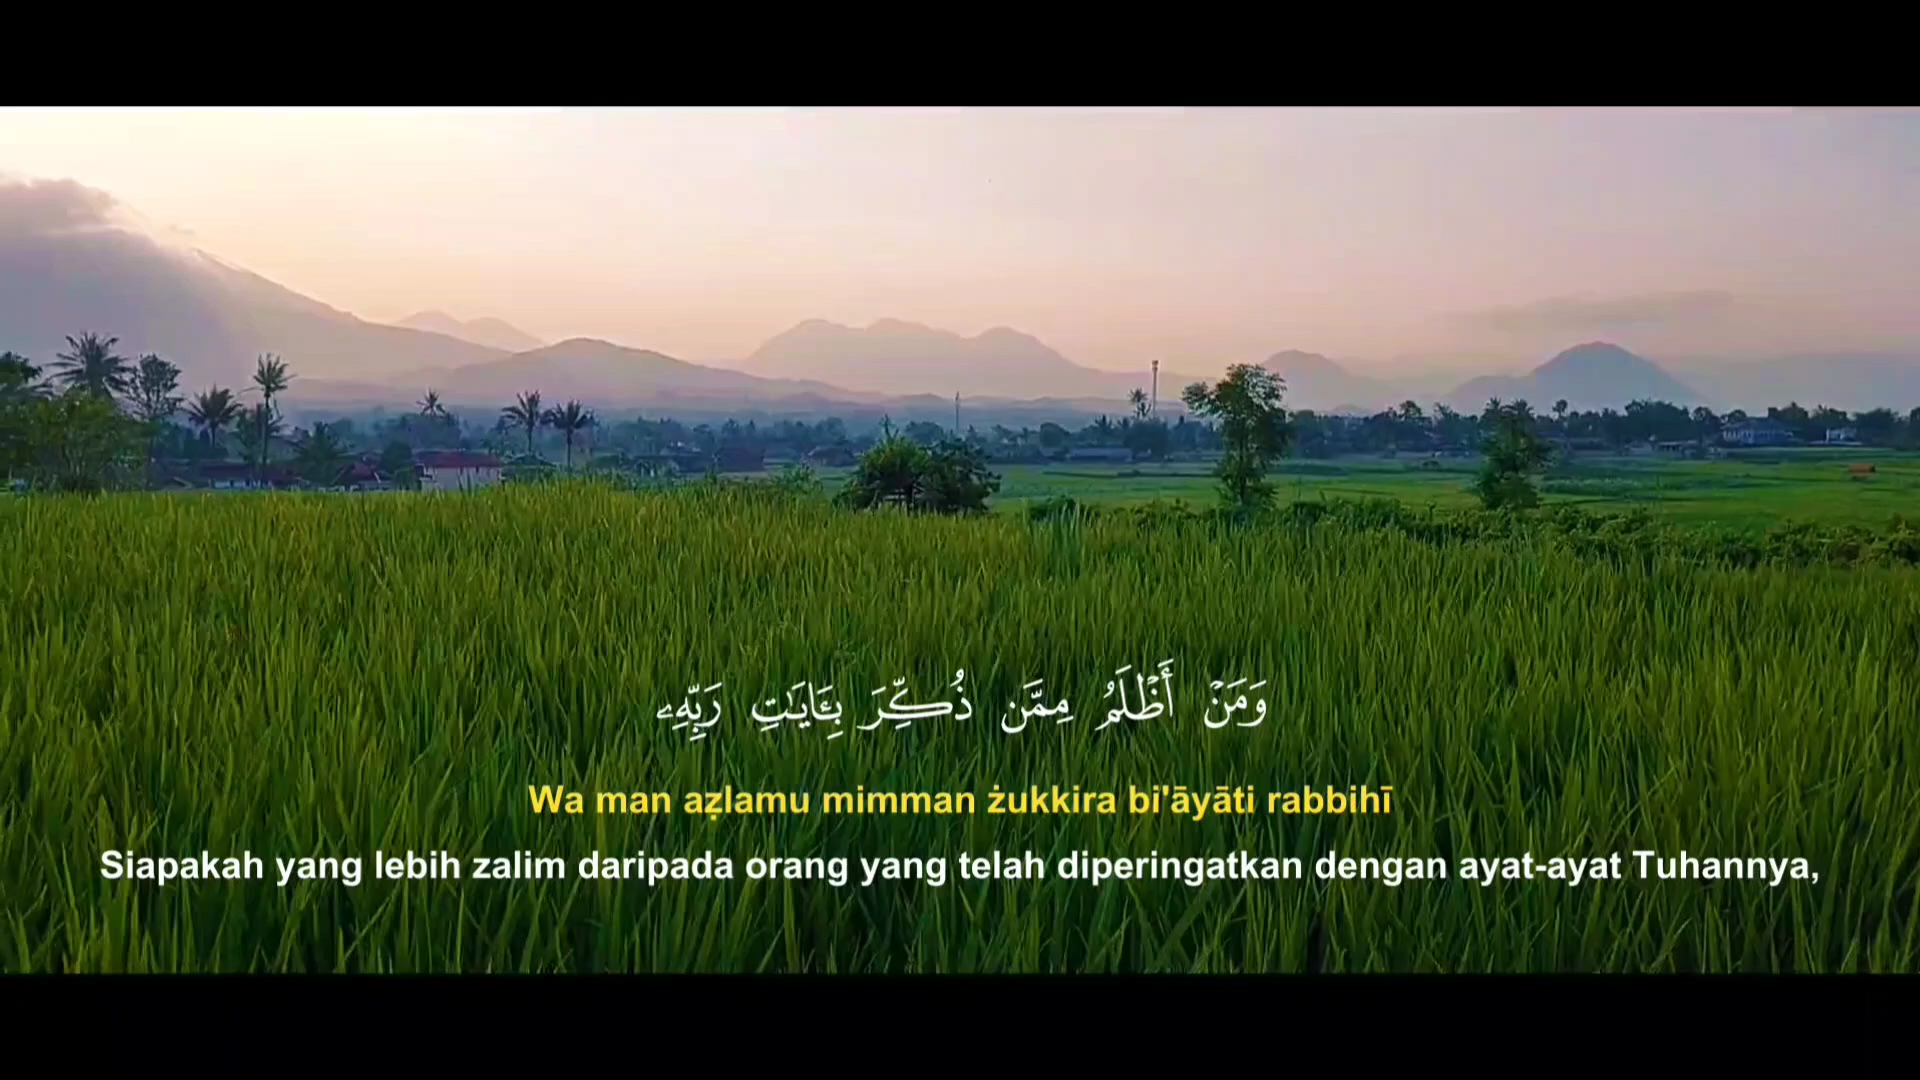 وَمَنْ أَظْلَمُ مِمَّن ذُكِّرَ بِـَٔايَـٰتِ رَبِّهِۦ
Wa man aẓlamu mimman żukkira bi'āyāti rabbihī
Siapakah yang lebih zalim daripada orang yang telah diperingatkan dengan ayat-ayat Tuhannya,